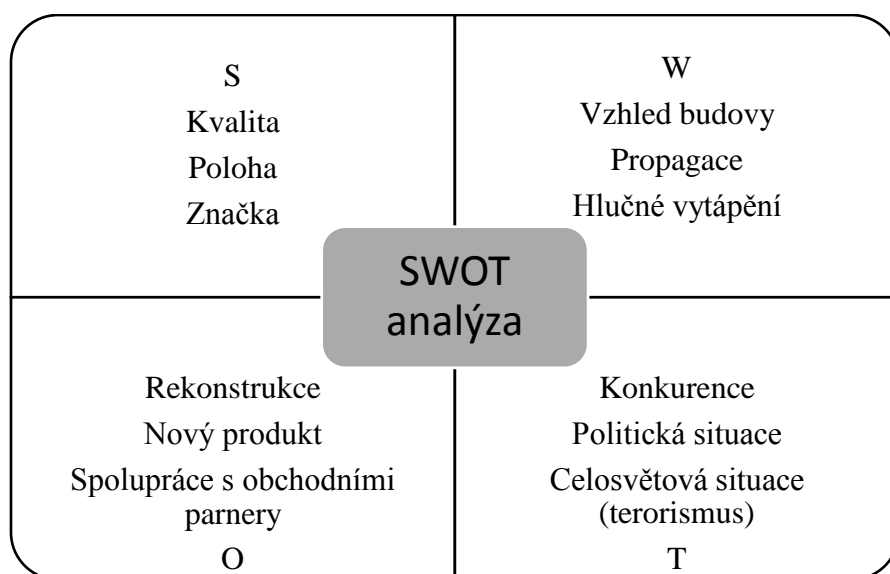 S
Kvalita
Poloha
Značka
W
Vzhled budovy
Propagace
Hlučné vytápění
SWOT
analýza
Rekonstrukce
Nový produkt
Spolupráce s obchodními
parnery
O
Konkurence
Politická situace
Celosvětová situace
(terorismus)
T